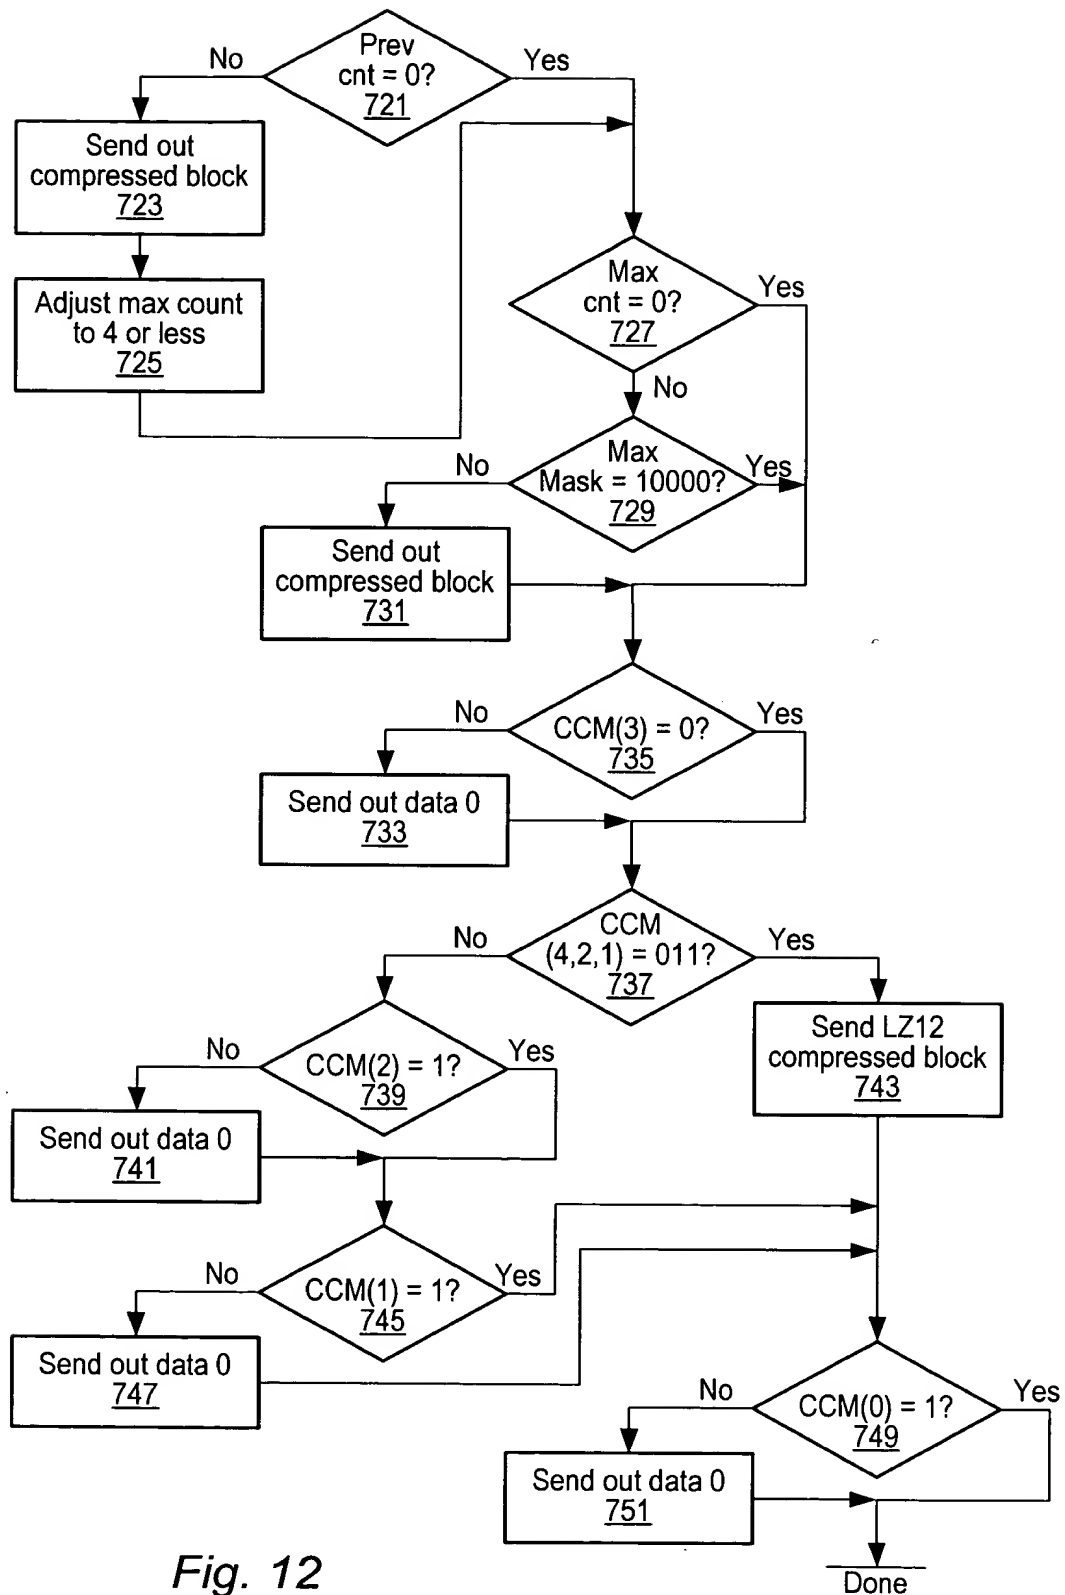 Prev
cnt = 0?
721
No
Yes
Send out
compressed block
723
Adjust max count
to 4 or less
725
Max
cnt = 0?
727
Yes
No
Max
Mask = 10000?
729
No
Yes
Send out
compressed block
731
CCM(3) = 0?
735
No
Yes
Send out data 0
733
CCM
(4,2,1) = 011?
737
No
Yes
Send LZ12
compressed block
743
CCM(2) = 1?
739
No
Yes
Send out data 0
741
CCM(1) = 1?
745
No
Yes
Send out data 0
747
CCM(0) = 1?
749
No
Yes
Send out data 0
751
Done
Fig. 12